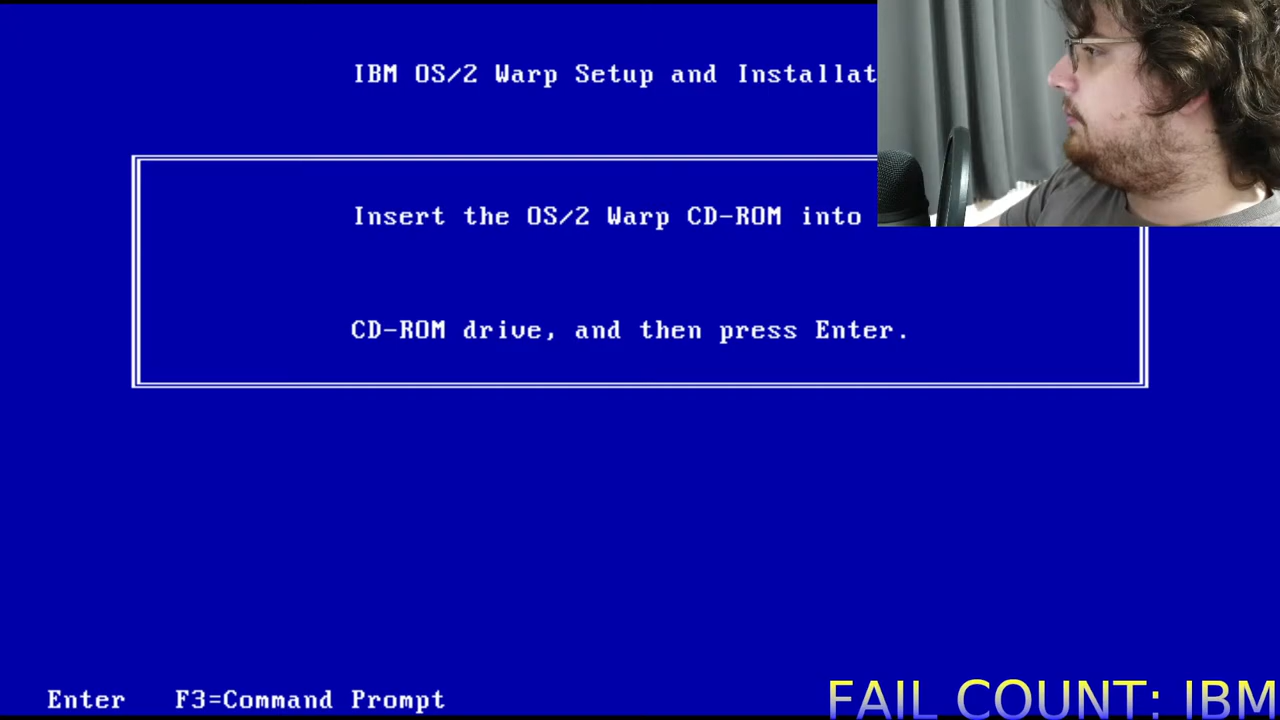 IBM OS/2 Warp Setup and Installat
Insert the OS/2 Warp CD-ROM into
CD-ROM drive, and then press Enter.
Enter F3=Command Prompt
FAIL COUNT: IBM